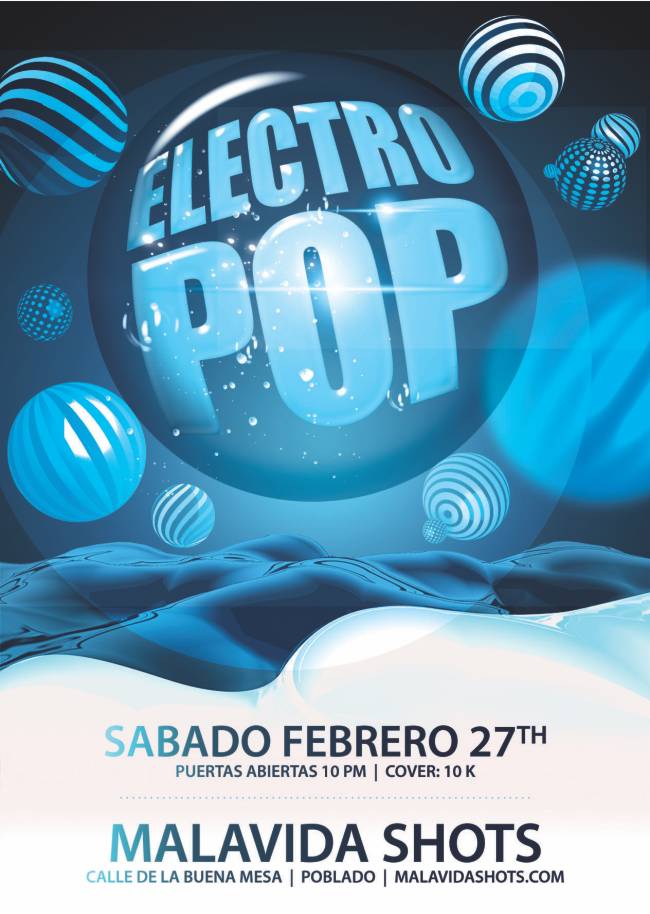 ELECTRO
POP
SABADO FEBRERO 27TH
PUERTAS ABIERTAS 10 PM | COVER: 10 K
MALAVIDA SHOTS
CALLE DE LA BUENA MESA | POBLADO | MALAVIDASHOTS.COM